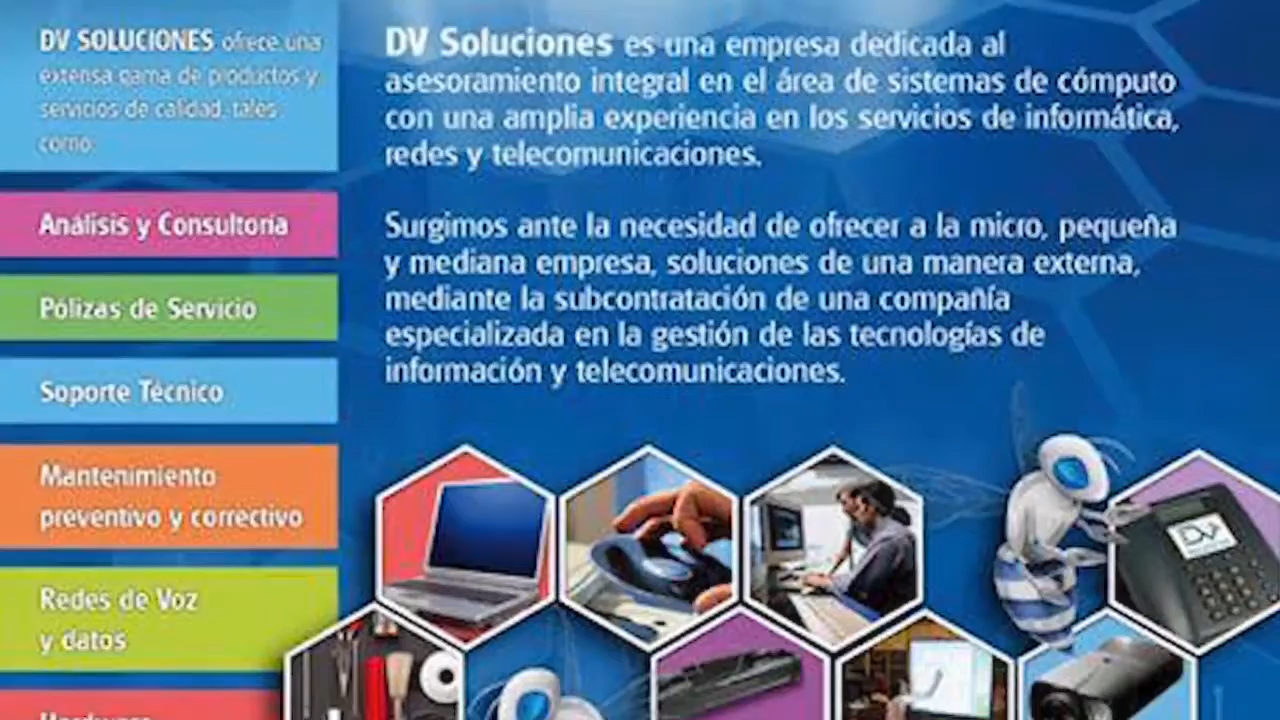 DV SOLUCIONES ofrece una
extensa gama de productos y
servicios de calidad, tales
como:
Análisis y Consultoría
Pólizas de Servicio
Soporte Técnico
Mantenimiento
preventivo y correctivo
Redes de Voz
y datos
Hardware
DV Soluciones es una empresa dedicada al
asesoramiento integral en el área de sistemas de cómputo
con una amplia experiencia en los servicios de informática,
redes y telecomunicaciones.
Surgimos ante la necesidad de ofrecer a la micro, pequeña
y mediana empresa, soluciones de una manera externa,
mediante la subcontratación de una compañía
especializada en la gestión de las tecnologías de
información y telecomunicaciones.
DV